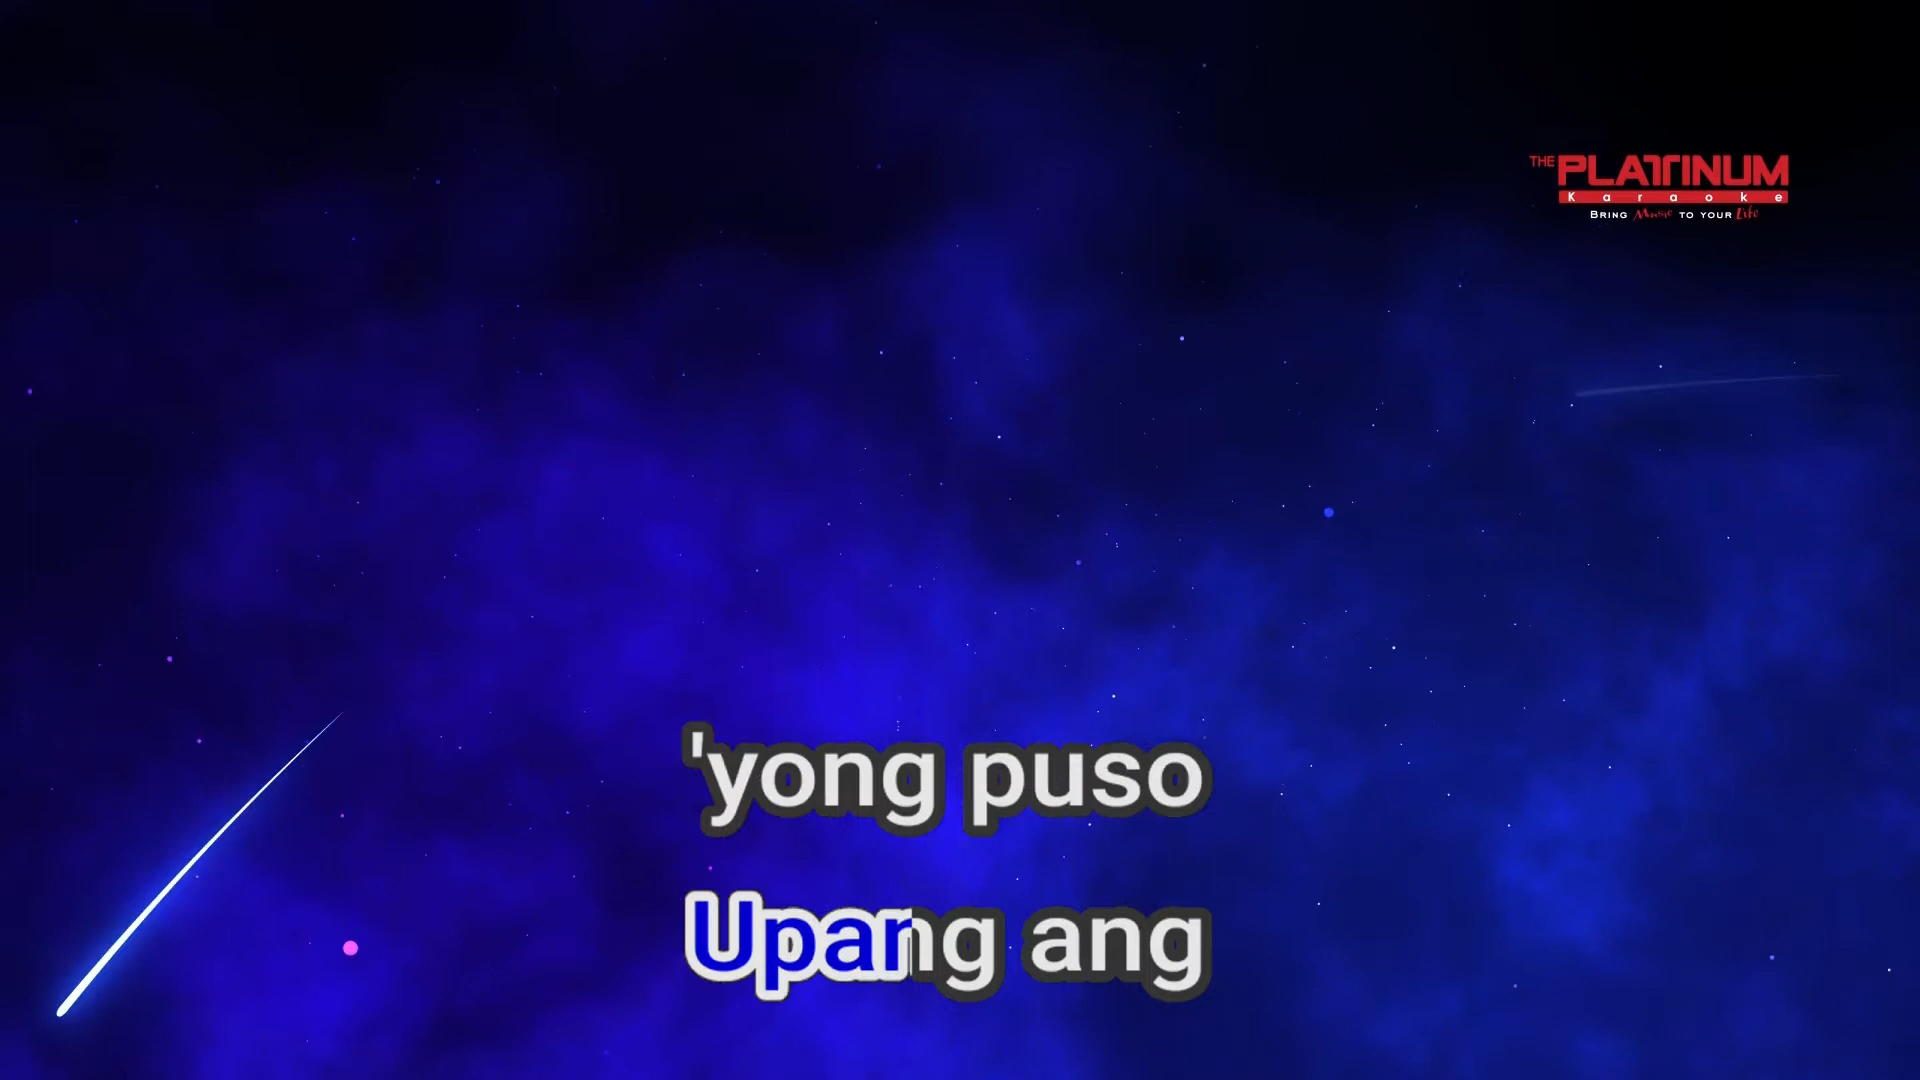 THE PLATINUM
Karaoke
BRING Music TO YOUR Life
'yong puso
Upang ang